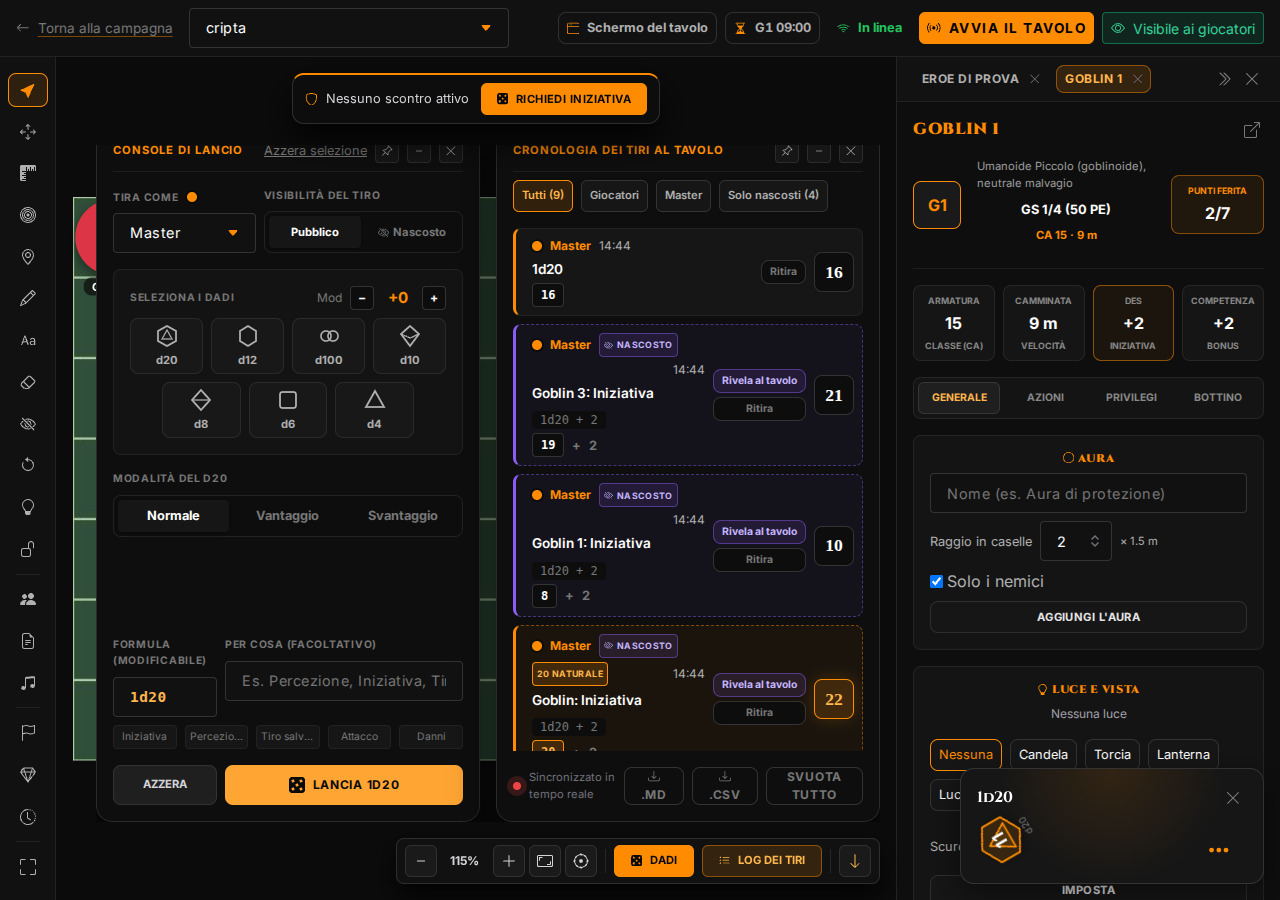 Torna alla campagna
cripta
Schermo del tavolo
G1 09:00
In linea
AVVIA IL TAVOLO
Visibile ai giocatori
Nessuno scontro attivo
RICHIEDI INIZIATIVA
Aa
CONSOLE DI LANCIO
Azzera selezione
TIRA COME
VISIBILITÀ DEL TIRO
Master
Pubblico
Nascosto
SELEZIONA I DADI
Mod
− +0 +
d20
d12
d100
d10
d8
d6
d4
MODALITÀ DEL D20
Normale
Vantaggio
Svantaggio
FORMULA
(MODIFICABILE)
PER COSA (FACOLTATIVO)
1d20
Es. Percezione, Iniziativa, Ti
Iniziativa
Percezio...
Tiro salv...
Attacco
Danni
AZZERA
LANCIA 1D20
CRONOLOGIA DEI TIRI AL TAVOLO
Tutti (9)
Giocatori
Master
Solo nascosti (4)
Master 14:44
1d20
16
Ritira
16
Master NASCOSTO
14:44
Goblin 3: Iniziativa
1d20 + 2
19 + 2
Rivela al tavolo
Ritira
21
Master NASCOSTO
14:44
Goblin 1: Iniziativa
1d20 + 2
8 + 2
Rivela al tavolo
Ritira
10
Master NASCOSTO
20 NATURALE
14:44
Goblin: Iniziativa
1d20 + 2
20 + 2
Rivela al tavolo
Ritira
22
Sincronizzato in
tempo reale
.MD
.CSV
SVUOTA
TUTTO
− 115% +
DADI
LOG DEI TIRI
EROE DI PROVA
GOBLIN 1
GOBLIN 1
G1
Umanoide Piccolo (goblinoide),
neutrale malvagio
GS 1/4 (50 PE)
CA 15 · 9 m
PUNTI FERITA
2/7
ARMATURA
15
CLASSE (CA)
CAMMINATA
9 m
VELOCITÀ
DES
+2
INIZIATIVA
COMPETENZA
+2
BONUS
GENERALE
AZIONI
PRIVILEGI
BOTTINO
AURA
Nome (es. Aura di protezione)
Raggio in caselle
2
× 1.5 m
Solo i nemici
AGGIUNGI L'AURA
LUCE E VISTA
Nessuna luce
Nessuna
Candela
Torcia
Lanterna
Luc
Scuro
IMPOSTA
1D20
d20